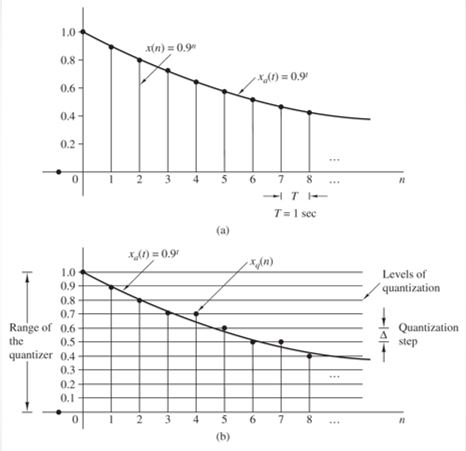 1.0
x(n) = 0.9ⁿ
0.8
xₐ(t) = 0.9ᵗ
0.6
0.4
0.2
...
0 1 2 3 4 5 6 7 8 ... n
T
T = 1 sec
(a)
xₐ(t) = 0.9ᵗ
x_q(n)
1.0
Levels of
quantization
0.9
0.8
0.7
0.6
Range of
the
quantizer
Δ
Quantization
step
0.5
0.4
0.3
0.2
0.1
...
0 1 2 3 4 5 6 7 8 ... n
(b)